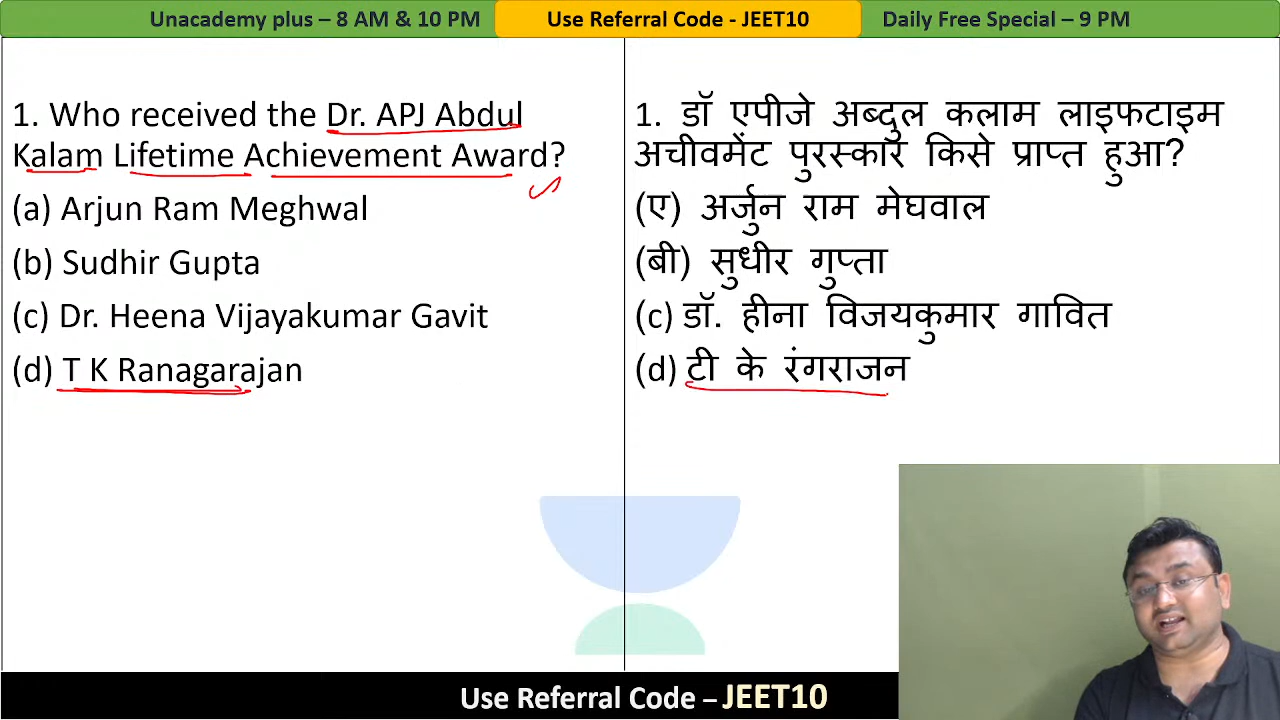 Unacademy plus – 8 AM & 10 PM
Use Referral Code - JEET10
Daily Free Special – 9 PM
1. Who received the Dr. APJ Abdul
Kalam Lifetime Achievement Award?
(a) Arjun Ram Meghwal
(b) Sudhir Gupta
(c) Dr. Heena Vijayakumar Gavit
(d) T K Ranagarajan
1. डॉ एपीजे अब्दुल कलाम लाइफटाइम
अचीवमेंट पुरस्कार किसे प्राप्त हुआ?
(ए) अर्जुन राम मेघवाल
(बी) सुधीर गुप्ता
(c) डॉ. हीना विजयकुमार गावित
(d) टी के रंगराजन
Use Referral Code – JEET10